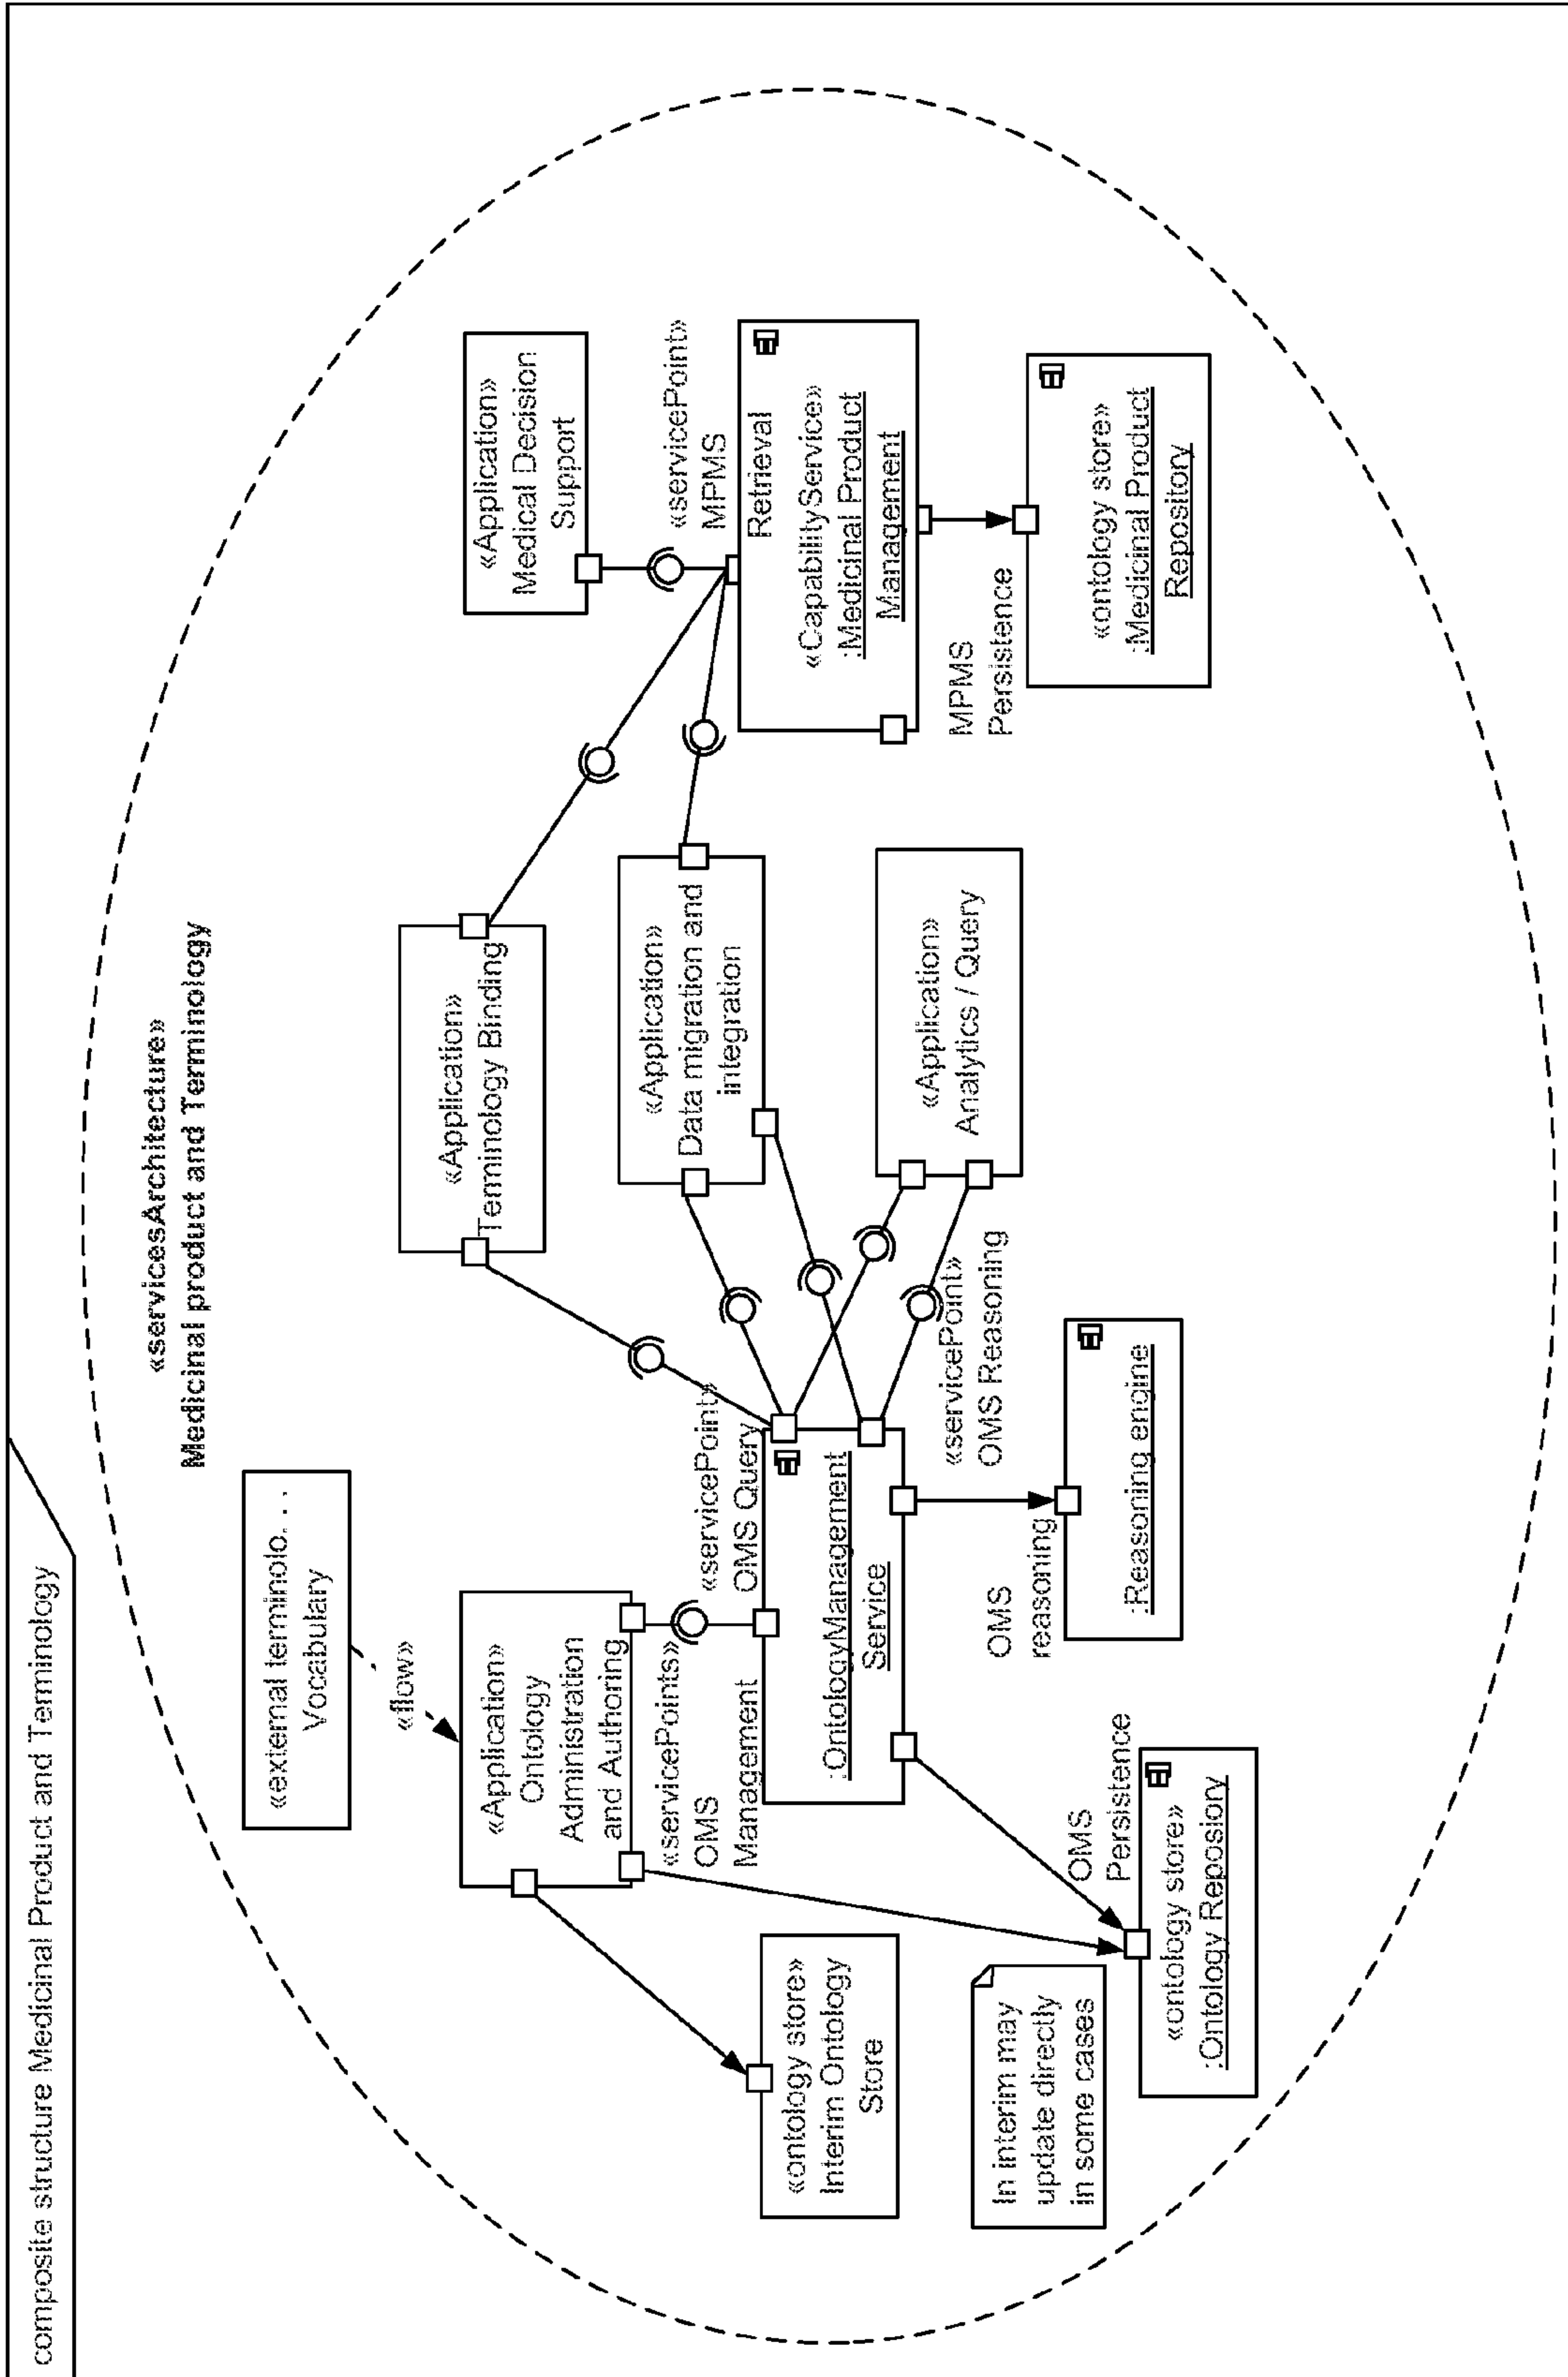 composite structure Medicinal Product and Terminology
«servicesArchitecture»
Medicinal product and Terminology
«external terminolo...
Vocabulary
«flow»
«Application»
Ontology
Administration
and Authoring
«Application»
Terminology Binding
«Application»
Medical Decision
Support
«servicePoints»
OMS
Management
«servicePoint»
OMS Query
«Application»
Data migration and
integration
«servicePoint»
MPMS
«ontology store»
Interim Ontology
Store
:OntologyManagement
Service
Retrieval
«CapabilityService»
:Medicinal Product
Management
«Application»
Analytics / Query
«servicePoint»
OMS Reasoning
In interim may
update directly
in some cases
OMS
Persistence
OMS
reasoning
MPMS
Persistence
«ontology store»
:Ontology Reposiory
:Reasoning engine
«ontology store»
:Medicinal Product
Repository